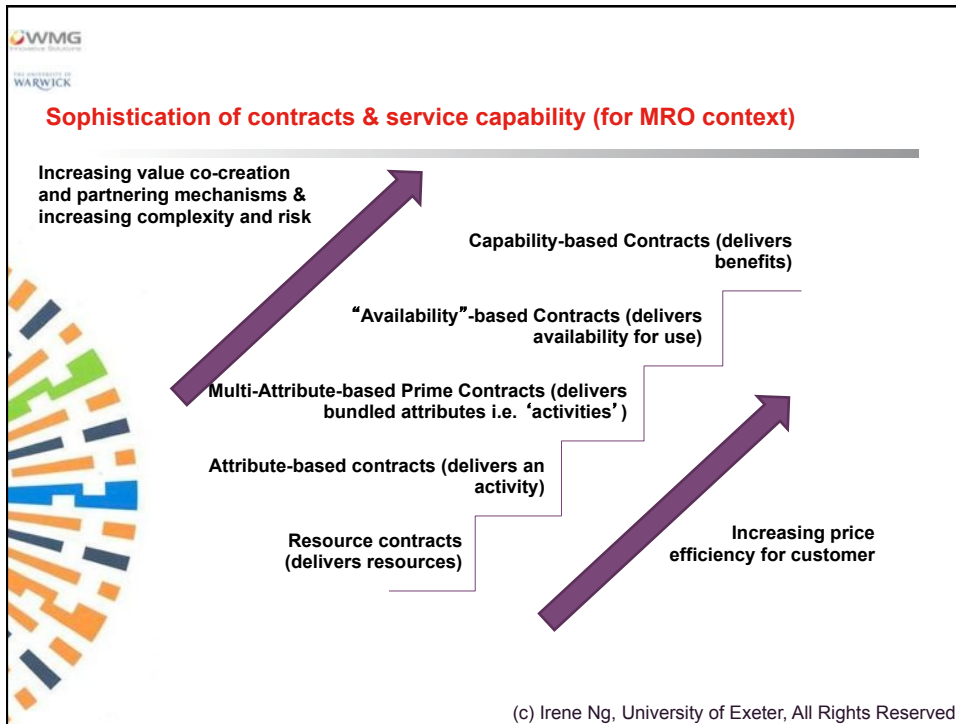 WMG
Innovative Solutions
THE UNIVERSITY OF
WARWICK
Sophistication of contracts & service capability (for MRO context)
Increasing value co-creation
and partnering mechanisms &
increasing complexity and risk
Capability-based Contracts (delivers
benefits)
“Availability”-based Contracts (delivers
availability for use)
Multi-Attribute-based Prime Contracts (delivers
bundled attributes i.e. ‘activities’)
Attribute-based contracts (delivers an
activity)
Resource contracts
(delivers resources)
Increasing price
efficiency for customer
(c) Irene Ng, University of Exeter, All Rights Reserved